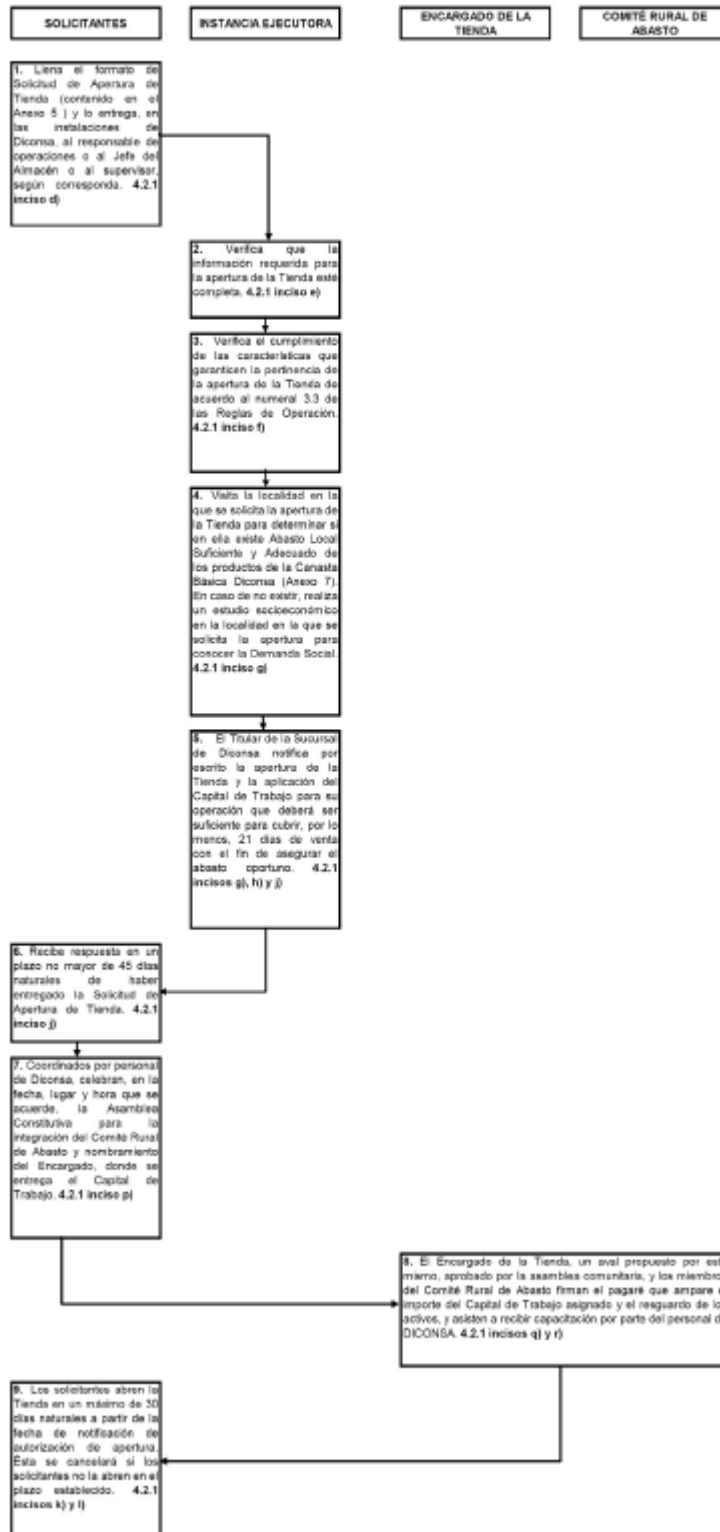 SOLICITANTES
INSTANCIA EJECUTORA
ENCARGADO DE LA
TIENDA
COMITÉ RURAL DE
ABASTO
1. Llena el formato de
Solicitud de Apertura de
Tienda (contenido en el
Anexo 5 ) y lo entrega, en
las instalaciones de
Diconsa, al responsable de
operaciones o al Jefe del
Almacén o al supervisor,
según corresponda. 4.2.1
inciso d)
2. Verifica que la
información requerida para
la apertura de la Tienda esté
completa. 4.2.1 inciso e)
3. Verifica el cumplimiento
de las características que
garanticen la pertinencia de
la apertura de la Tienda de
acuerdo al numeral 3.3 de
las Reglas de Operación.
4.2.1 inciso f)
4. Visita la localidad en la
que se solicita la apertura de
la Tienda para determinar si
en ella existe Abasto Local
Suficiente y Adecuado de
los productos de la Canasta
Básica Diconsa (Anexo 7).
En caso de no existir, realiza
un estudio socioeconómico
en la localidad en la que se
solicita la apertura para
conocer la Demanda Social.
4.2.1 inciso g)
5. El Titular de la Sucursal
de Diconsa notifica por
escrito la apertura de la
Tienda y la aplicación del
Capital de Trabajo para su
operación que deberá ser
suficiente para cubrir, por lo
menos, 21 días de venta
con el fin de asegurar el
abasto oportuno. 4.2.1
incisos g), h) y j)
6. Recibe respuesta en un
plazo no mayor de 45 días
naturales de haber
entregado la Solicitud de
Apertura de Tienda. 4.2.1
inciso j)
7. Coordinados por personal
de Diconsa, celebran, en la
fecha, lugar y hora que se
acuerde, la Asamblea
Constitutiva para la
integración del Comité Rural
de Abasto y nombramiento
del Encargado, donde se
entrega el Capital de
Trabajo. 4.2.1 inciso p)
8. El Encargado de la Tienda, un aval propuesto por est
mismo, aprobado por la asamblea comunitaria, y los miembro
del Comité Rural de Abasto firman el pagaré que ampare e
importe del Capital de Trabajo asignado y el resguardo de lo
activos, y asisten a recibir capacitación por parte del personal d
DICONSA. 4.2.1 incisos q) y r)
9. Los solicitantes abren la
Tienda en un máximo de 30
días naturales a partir de la
fecha de notificación de
autorización de apertura.
Ésta se cancelará si los
solicitantes no la abren en el
plazo establecido. 4.2.1
incisos k) y l)